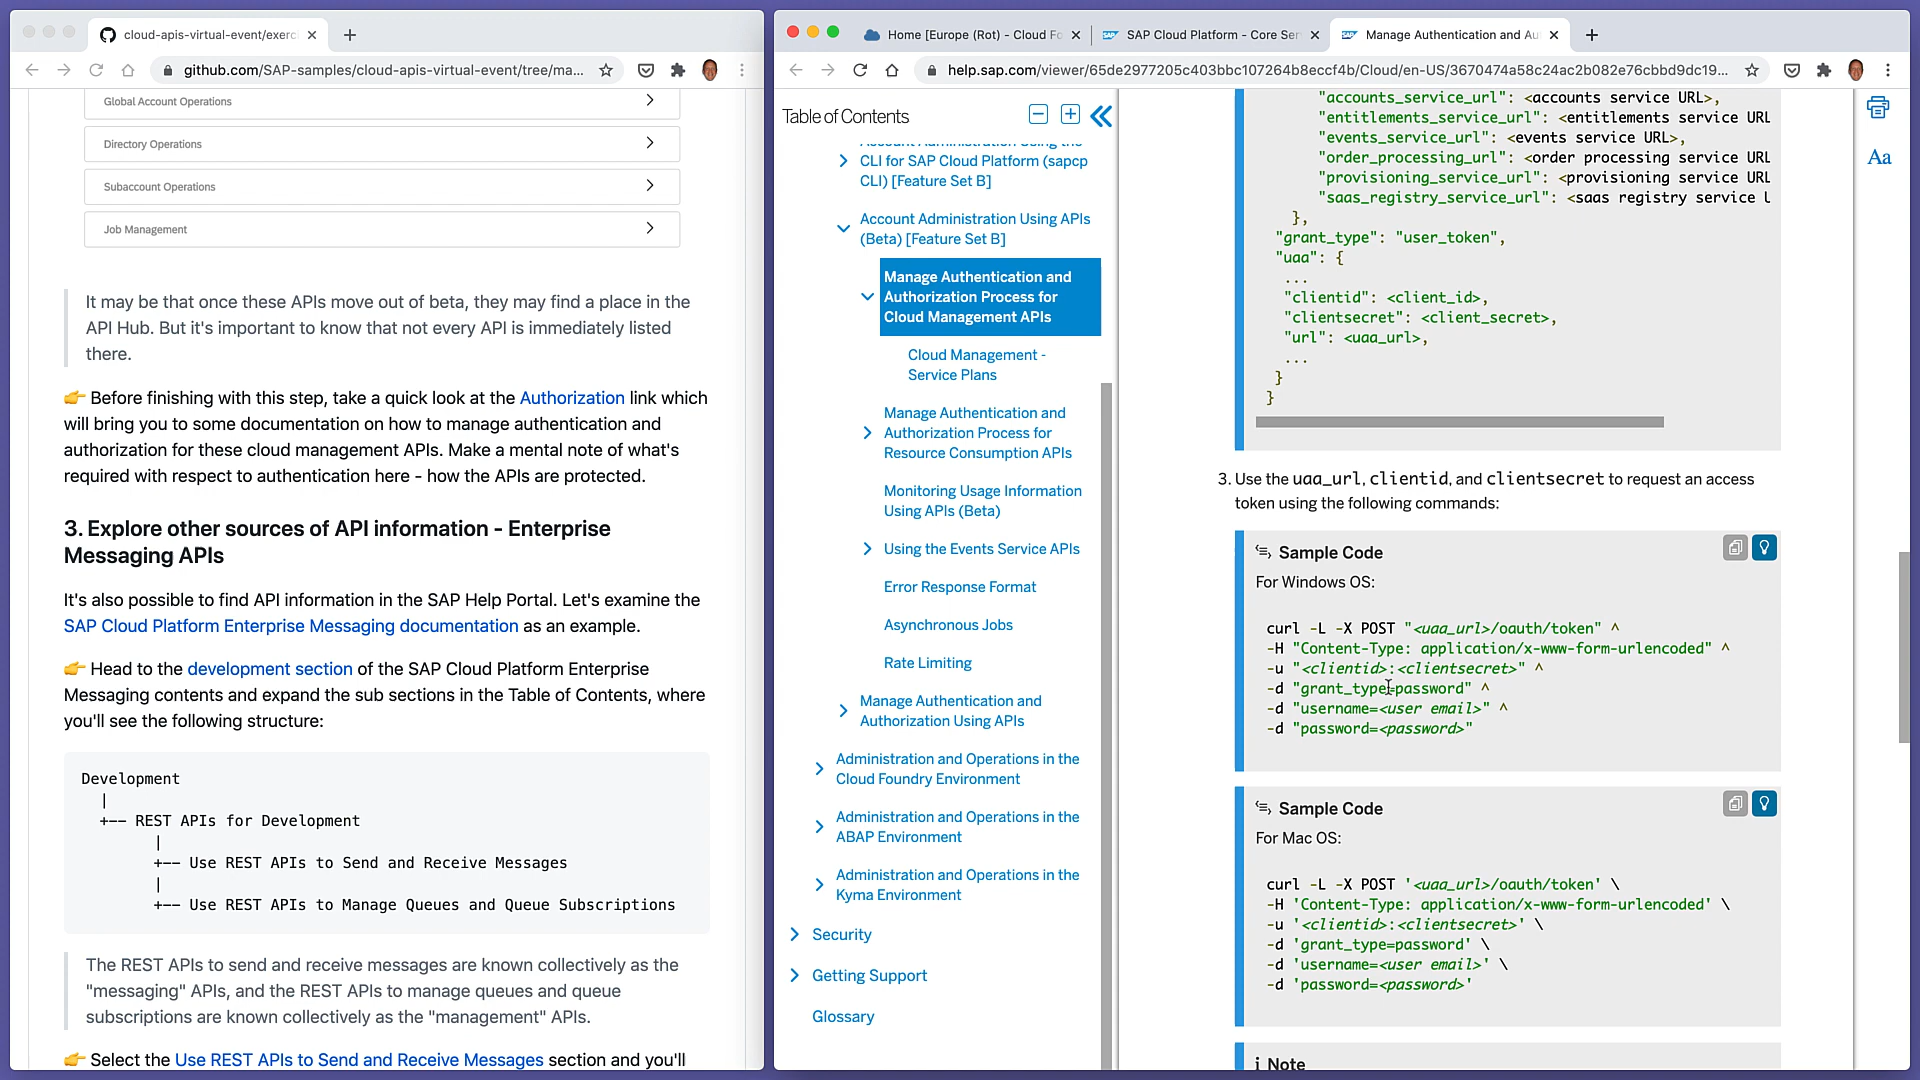 cloud-apis-virtual-event/exerc
github.com/SAP-samples/cloud-apis-virtual-event/tree/ma...
Global Account Operations
Directory Operations
Subaccount Operations
Job Management
It may be that once these APIs move out of beta, they may find a place in the
API Hub. But it's important to know that not every API is immediately listed
there.
👉 Before finishing with this step, take a quick look at the Authorization link which
will bring you to some documentation on how to manage authentication and
authorization for these cloud management APIs. Make a mental note of what's
required with respect to authentication here - how the APIs are protected.
3. Explore other sources of API information - Enterprise
Messaging APIs
It's also possible to find API information in the SAP Help Portal. Let's examine the
SAP Cloud Platform Enterprise Messaging documentation as an example.
👉 Head to the development section of the SAP Cloud Platform Enterprise
Messaging contents and expand the sub sections in the Table of Contents, where
you'll see the following structure:
Development
|
+-- REST APIs for Development
|
+-- Use REST APIs to Send and Receive Messages
|
+-- Use REST APIs to Manage Queues and Queue Subscriptions
The REST APIs to send and receive messages are known collectively as the
"messaging" APIs, and the REST APIs to manage queues and queue
subscriptions are known collectively as the "management" APIs.
👉 Select the Use REST APIs to Send and Receive Messages section and you'll
Home [Europe (Rot) - Cloud Fo
SAP Cloud Platform - Core Ser
Manage Authentication and Au
help.sap.com/viewer/65de2977205c403bbc107264b8eccf4b/Cloud/en-US/3670474a58c24ac2b082e76cbbd9dc19...
Table of Contents
Account Administration Using the
CLI for SAP Cloud Platform (sapcp
CLI) [Feature Set B]
Account Administration Using APIs
(Beta) [Feature Set B]
Manage Authentication and
Authorization Process for
Cloud Management APIs
Cloud Management -
Service Plans
Manage Authentication and
Authorization Process for
Resource Consumption APIs
Monitoring Usage Information
Using APIs (Beta)
Using the Events Service APIs
Error Response Format
Asynchronous Jobs
Rate Limiting
Manage Authentication and
Authorization Using APIs
Administration and Operations in the
Cloud Foundry Environment
Administration and Operations in the
ABAP Environment
Administration and Operations in the
Kyma Environment
Security
Getting Support
Glossary
"accounts_service_url": <accounts service URL>,
"entitlements_service_url": <entitlements service URL
"events_service_url": <events service URL>,
"order_processing_url": <order processing service URL
"provisioning_service_url": <provisioning service URL
"saas_registry_service_url": <saas registry service U
},
"grant_type": "user_token",
"uaa": {
...
"clientid": <client_id>,
"clientsecret": <client_secret>,
"url": <uaa_url>,
...
}
}
3. Use the uaa_url, clientid, and clientsecret to request an access
token using the following commands:
Sample Code
For Windows OS:
curl -L -X POST "<uaa_url>/oauth/token" ^
-H "Content-Type: application/x-www-form-urlencoded" ^
-u "<clientid>:<clientsecret>" ^
-d "grant_type=password" ^
-d "username=<user email>" ^
-d "password=<password>"
Sample Code
For Mac OS:
curl -L -X POST '<uaa_url>/oauth/token' \
-H 'Content-Type: application/x-www-form-urlencoded' \
-u '<clientid>:<clientsecret>' \
-d 'grant_type=password' \
-d 'username=<user email>' \
-d 'password=<password>'
i Note
Aa